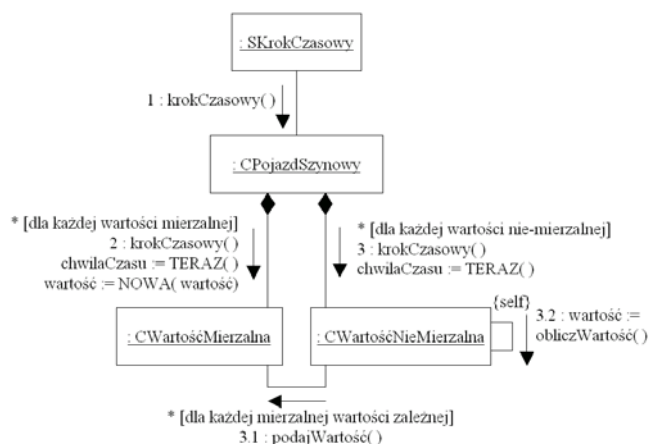 : SKrokCzasowy
1 : krokCzasowy( )
: CPojazdSzynowy
* [dla każdej wartości mierzalnej]
2 : krokCzasowy( )
chwilaCzasu := TERAZ( )
wartość := NOWA( wartość)
* [dla każdej wartości nie-mierzalnej]
3 : krokCzasowy( )
chwilaCzasu := TERAZ( )
: CWartośćMierzalna
: CWartośćNieMierzalna
{self}
3.2 : wartość :=
obliczWartość( )
* [dla każdej mierzalnej wartości zależnej]
3.1 : podajWartość( )